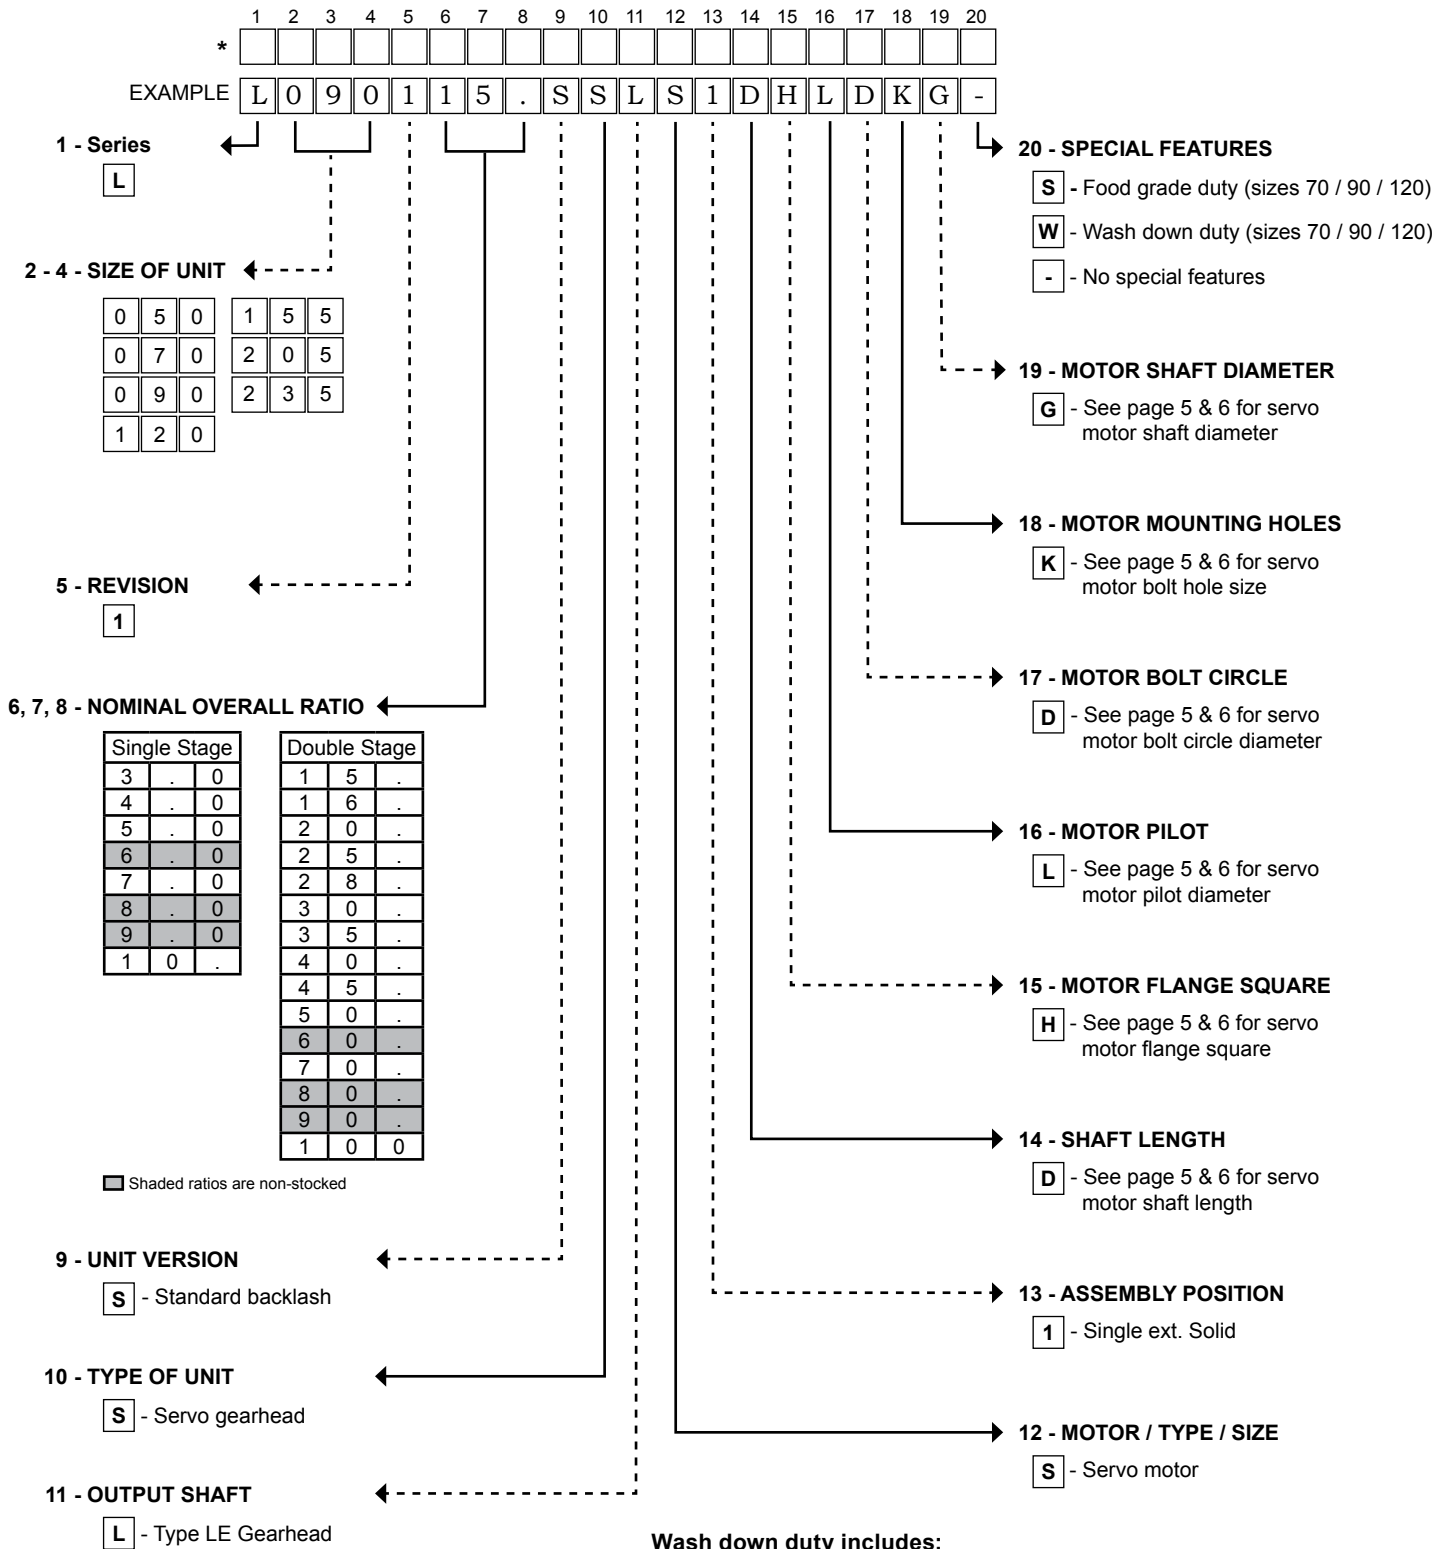 1 2 3 4 5 6 7 8 9 10 11 12 13 14 15 16 17 18 19 20
*
EXAMPLE L 0 9 0 1 1 5 . S S L S 1 D H L D K G -
1 - Series
L
2 - 4 - SIZE OF UNIT
0 5 0 1 5 5
0 7 0 2 0 5
0 9 0 2 3 5
1 2 0
5 - REVISION
1
6, 7, 8 - NOMINAL OVERALL RATIO
Single Stage
3 . 0
4 . 0
5 . 0
6 . 0
7 . 0
8 . 0
9 . 0
1 0 .
Double Stage
1 5 .
1 6 .
2 0 .
2 5 .
2 8 .
3 0 .
3 5 .
4 0 .
4 5 .
5 0 .
6 0 .
7 0 .
8 0 .
9 0 .
1 0 0
Shaded ratios are non-stocked
9 - UNIT VERSION
S - Standard backlash
10 - TYPE OF UNIT
S - Servo gearhead
11 - OUTPUT SHAFT
L - Type LE Gearhead
20 - SPECIAL FEATURES
S - Food grade duty (sizes 70 / 90 / 120)
W - Wash down duty (sizes 70 / 90 / 120)
- - No special features
19 - MOTOR SHAFT DIAMETER
G - See page 5 & 6 for servo
motor shaft diameter
18 - MOTOR MOUNTING HOLES
K - See page 5 & 6 for servo
motor bolt hole size
17 - MOTOR BOLT CIRCLE
D - See page 5 & 6 for servo
motor bolt circle diameter
16 - MOTOR PILOT
L - See page 5 & 6 for servo
motor pilot diameter
15 - MOTOR FLANGE SQUARE
H - See page 5 & 6 for servo
motor flange square
14 - SHAFT LENGTH
D - See page 5 & 6 for servo
motor shaft length
13 - ASSEMBLY POSITION
1 - Single ext. Solid
12 - MOTOR / TYPE / SIZE
S - Servo motor
Wash down duty includes: